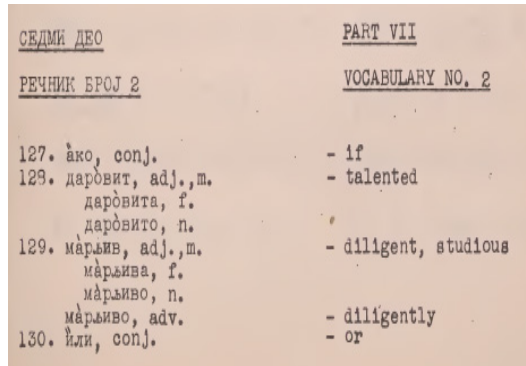 СЕДМИ ДЕО PART VII
РЕЧНИК БРОЈ 2 VOCABULARY NO. 2
127. а̏ко, conj. - if
128. даро̀вит, adj.,m. - talented
даро̀вита, f.
даро̀вито, n.
129. ма̀рљив, adj.,m. - diligent, studious
ма̀рљива, f.
ма̀рљиво, n.
ма̀рљиво, adv. - diligently
130. и̏ли, conj. - or